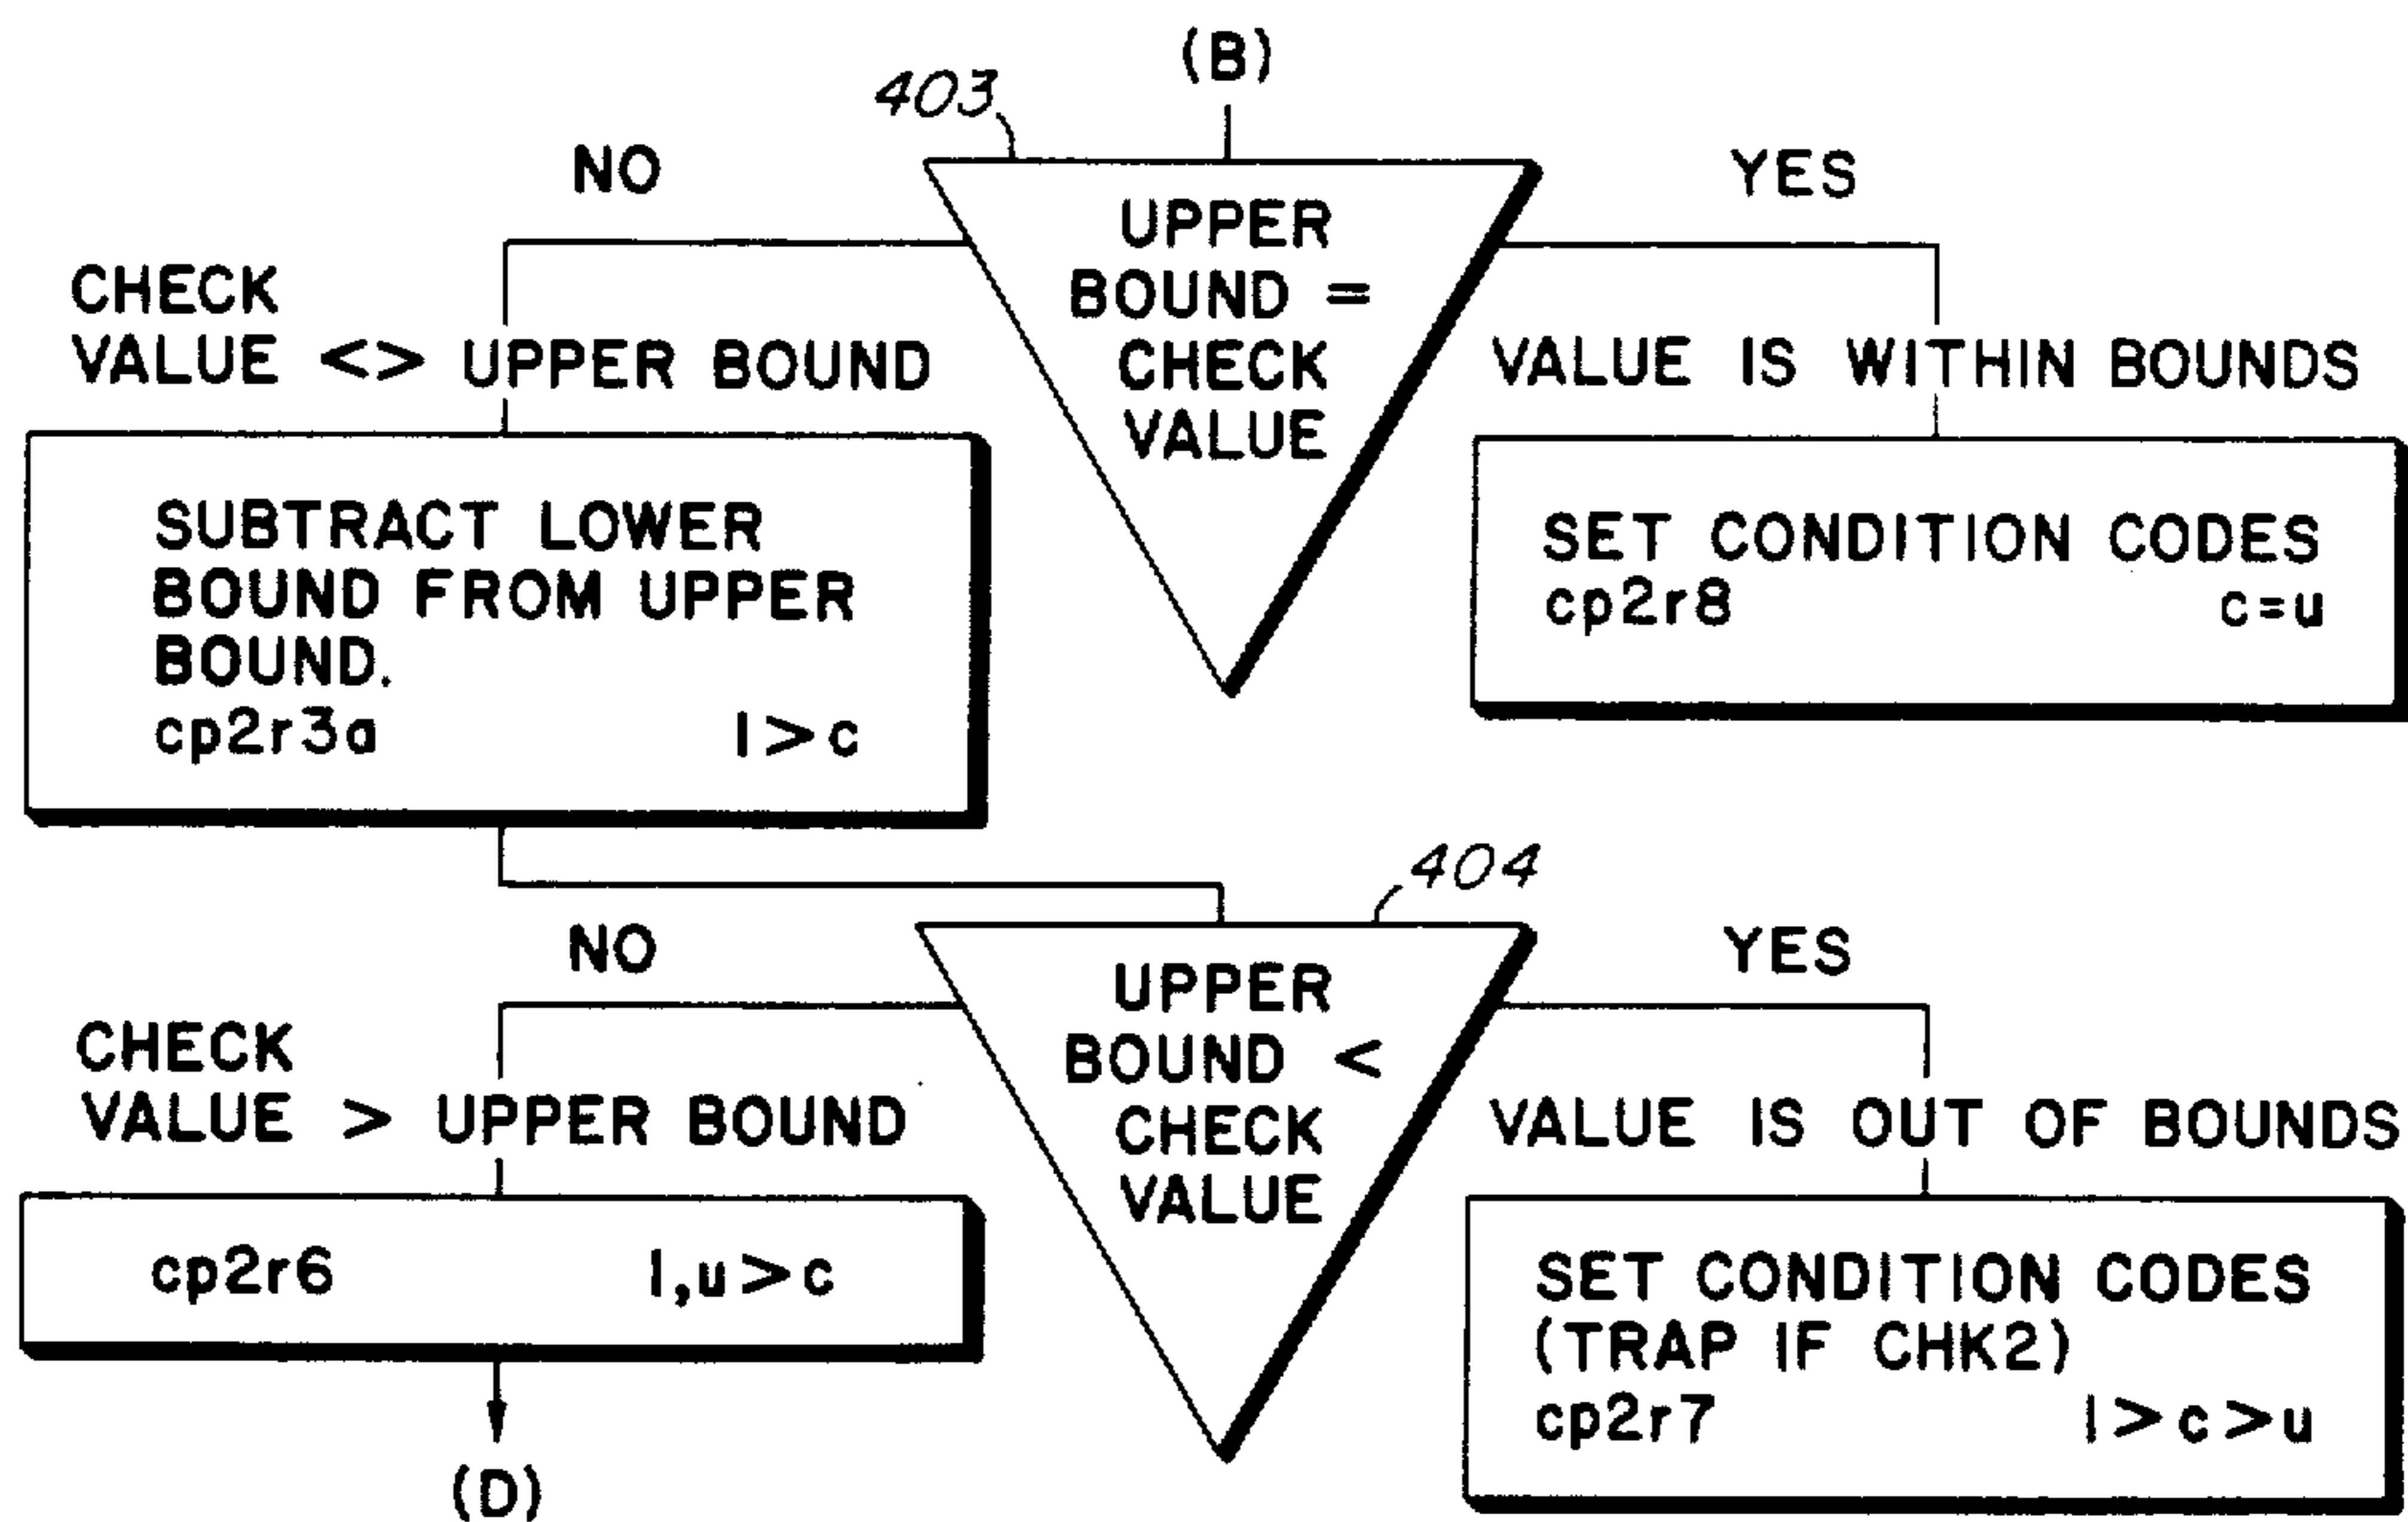 (B)
403
NO
YES
UPPER
BOUND =
CHECK
VALUE
CHECK
VALUE <> UPPER BOUND
VALUE IS WITHIN BOUNDS
SUBTRACT LOWER
BOUND FROM UPPER
BOUND.
cp2r3a l>c
SET CONDITION CODES
cp2r8 c=u
404
NO
YES
UPPER
BOUND <
CHECK
VALUE
CHECK
VALUE > UPPER BOUND
VALUE IS OUT OF BOUNDS
cp2r6 l,u>c
SET CONDITION CODES
(TRAP IF CHK2)
cp2r7 l>c>u
(D)